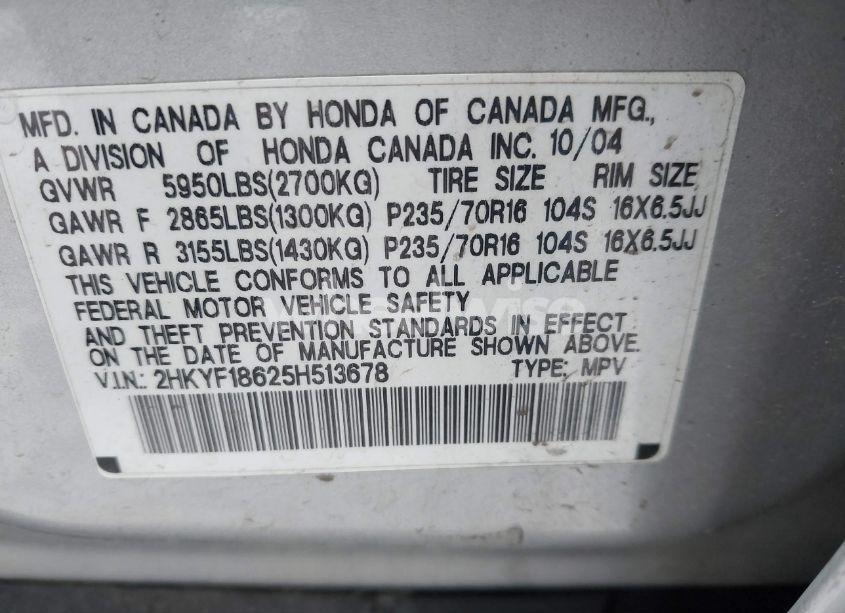 MFD. IN CANADA BY HONDA OF CANADA MFG.,
A DIVISION OF HONDA CANADA INC. 10/04
GVWR 5950LBS(2700KG) TIRE SIZE RIM SIZE
GAWR F 2865LBS(1300KG) P235/70R16 104S 16X6.5JJ
GAWR R 3155LBS(1430KG) P235/70R16 104S 16X6.5JJ
THIS VEHICLE CONFORMS TO ALL APPLICABLE
FEDERAL MOTOR VEHICLE SAFETY
AND THEFT PREVENTION STANDARDS IN EFFECT
ON THE DATE OF MANUFACTURE SHOWN ABOVE.
V.I.N.: 2HKYF18625H513678 TYPE: MPV